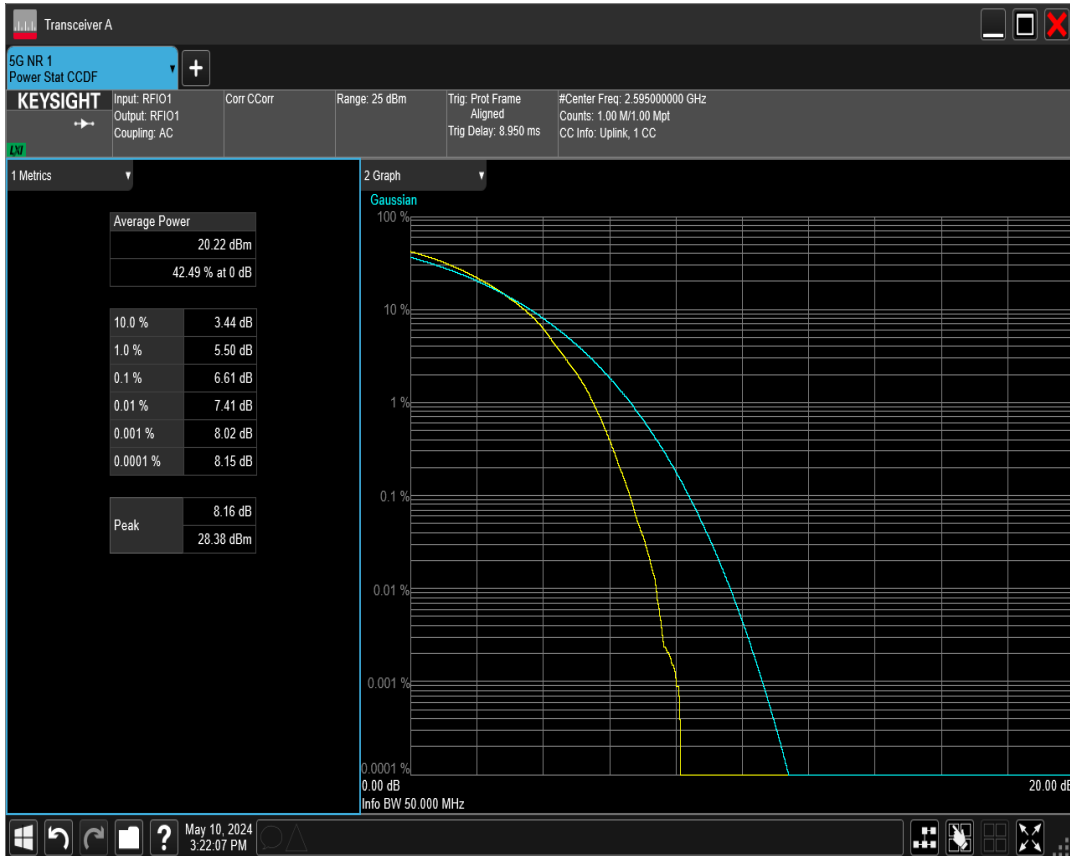 Transceiver A
5G NR 1
Power Stat CCDF
KEYSIGHT
LXI
Input: RFIO1
Output: RFIO1
Coupling: AC
Corr CCorr
Range: 25 dBm
Trig: Prot Frame
Aligned
Trig Delay: 8.950 ms
#Center Freq: 2.595000000 GHz
Counts: 1.00 M/1.00 Mpt
CC Info: Uplink, 1 CC
1 Metrics
Average Power
20.22 dBm
42.49 % at 0 dB
10.0 % 3.44 dB
1.0 % 5.50 dB
0.1 % 6.61 dB
0.01 % 7.41 dB
0.001 % 8.02 dB
0.0001 % 8.15 dB
Peak 8.16 dB
28.38 dBm
2 Graph
Gaussian
100 %
10 %
1 %
0.1 %
0.01 %
0.001 %
0.0001 %
0.00 dB 20.00 dB
Info BW 50.000 MHz
?
May 10, 2024
3:22:07 PM